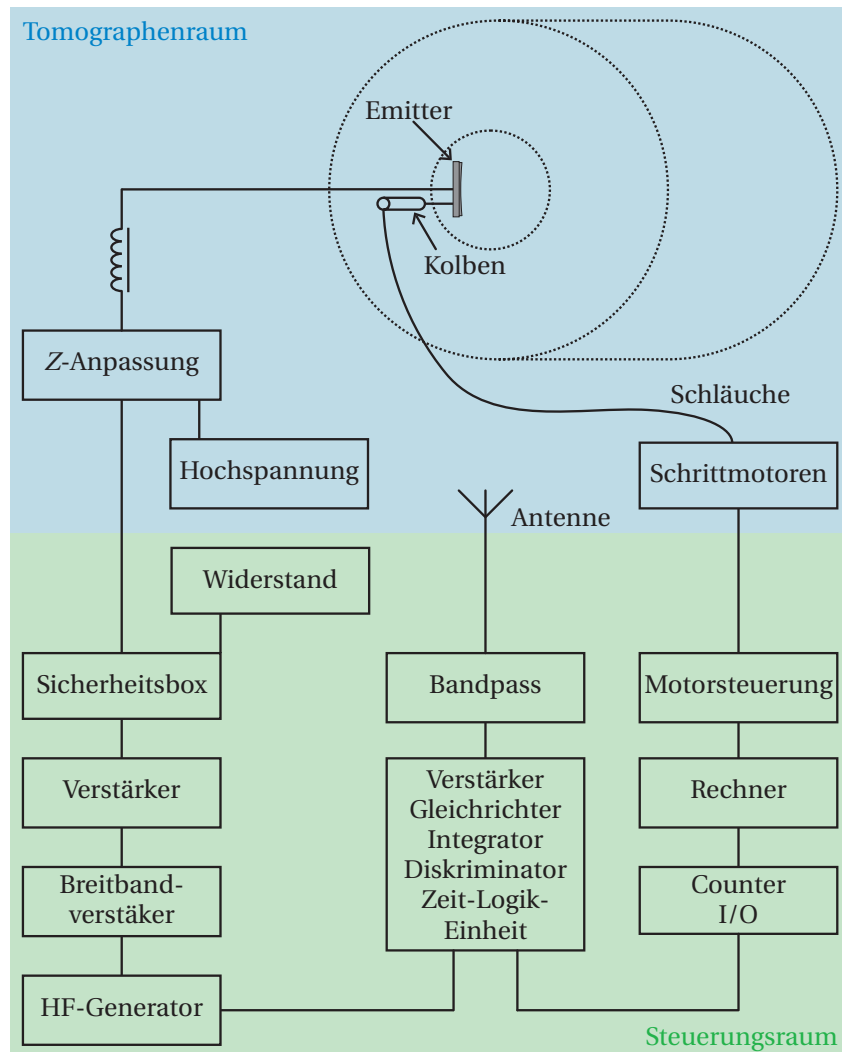 Tomographenraum
Emitter
Kolben
Z-Anpassung
Schläuche
Hochspannung
Schrittmotoren
Antenne
Widerstand
Sicherheitsbox
Bandpass
Motorsteuerung
Verstärker
Verstärker
Gleichrichter
Integrator
Diskriminator
Zeit-Logik-
Einheit
Rechner
Breitband-
verstäker
Counter
I/O
HF-Generator
Steuerungsraum